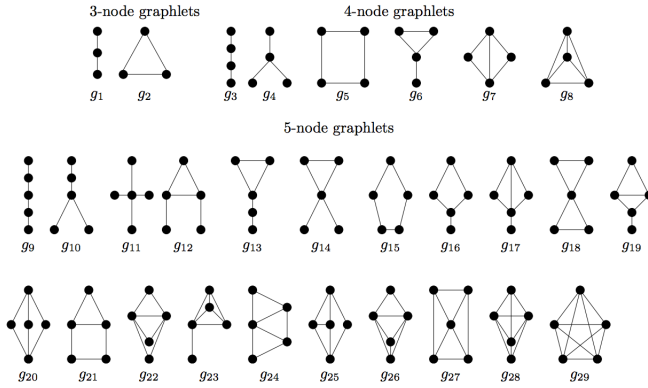 3-node graphlets 4-node graphlets
g1 g2 g3 g4 g5 g6 g7 g8
5-node graphlets
g9 g10 g11 g12 g13 g14 g15 g16 g17 g18 g19
g20 g21 g22 g23 g24 g25 g26 g27 g28 g29